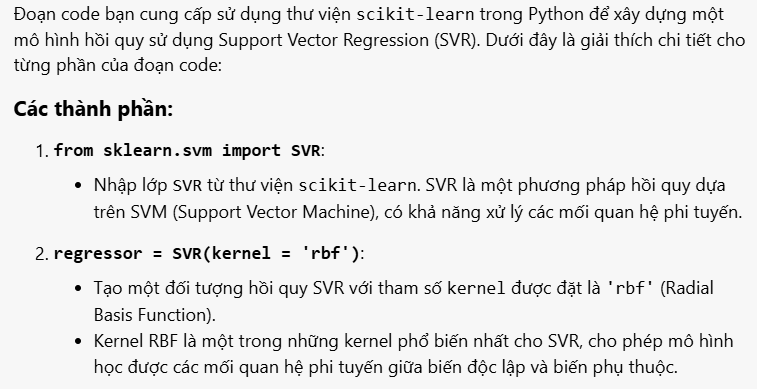 Đoạn code bạn cung cấp sử dụng thư viện scikit-learn trong Python để xây dựng một
mô hình hồi quy sử dụng Support Vector Regression (SVR). Dưới đây là giải thích chi tiết cho
từng phần của đoạn code:
Các thành phần:
1. from sklearn.svm import SVR:
• Nhập lớp SVR từ thư viện scikit-learn. SVR là một phương pháp hồi quy dựa
trên SVM (Support Vector Machine), có khả năng xử lý các mối quan hệ phi tuyến.
2. regressor = SVR(kernel = 'rbf'):
• Tạo một đối tượng hồi quy SVR với tham số kernel được đặt là 'rbf' (Radial
Basis Function).
• Kernel RBF là một trong những kernel phổ biến nhất cho SVR, cho phép mô hình
học được các mối quan hệ phi tuyến giữa biến độc lập và biến phụ thuộc.